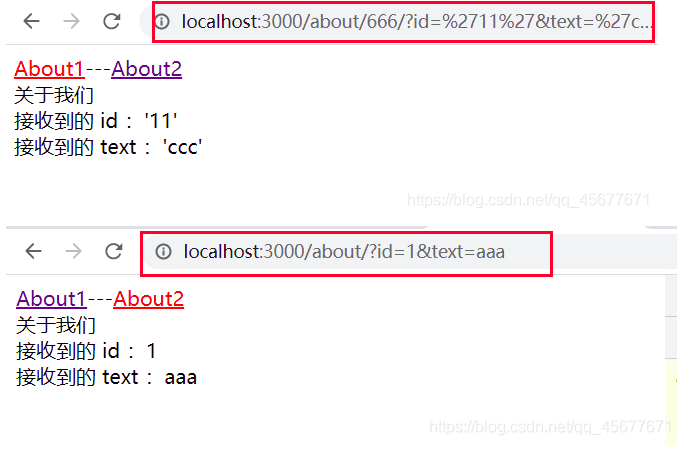 localhost:3000/about/666/?id=%2711%27&text=%27c...
About1---About2
关于我们
接收到的 id ：'11'
接收到的 text ：'ccc'
https://blog.csdn.net/qq_45677671
localhost:3000/about/?id=1&text=aaa
About1---About2
关于我们
接收到的 id ：1
接收到的 text ：aaa
https://blog.csdn.net/qq_45677671